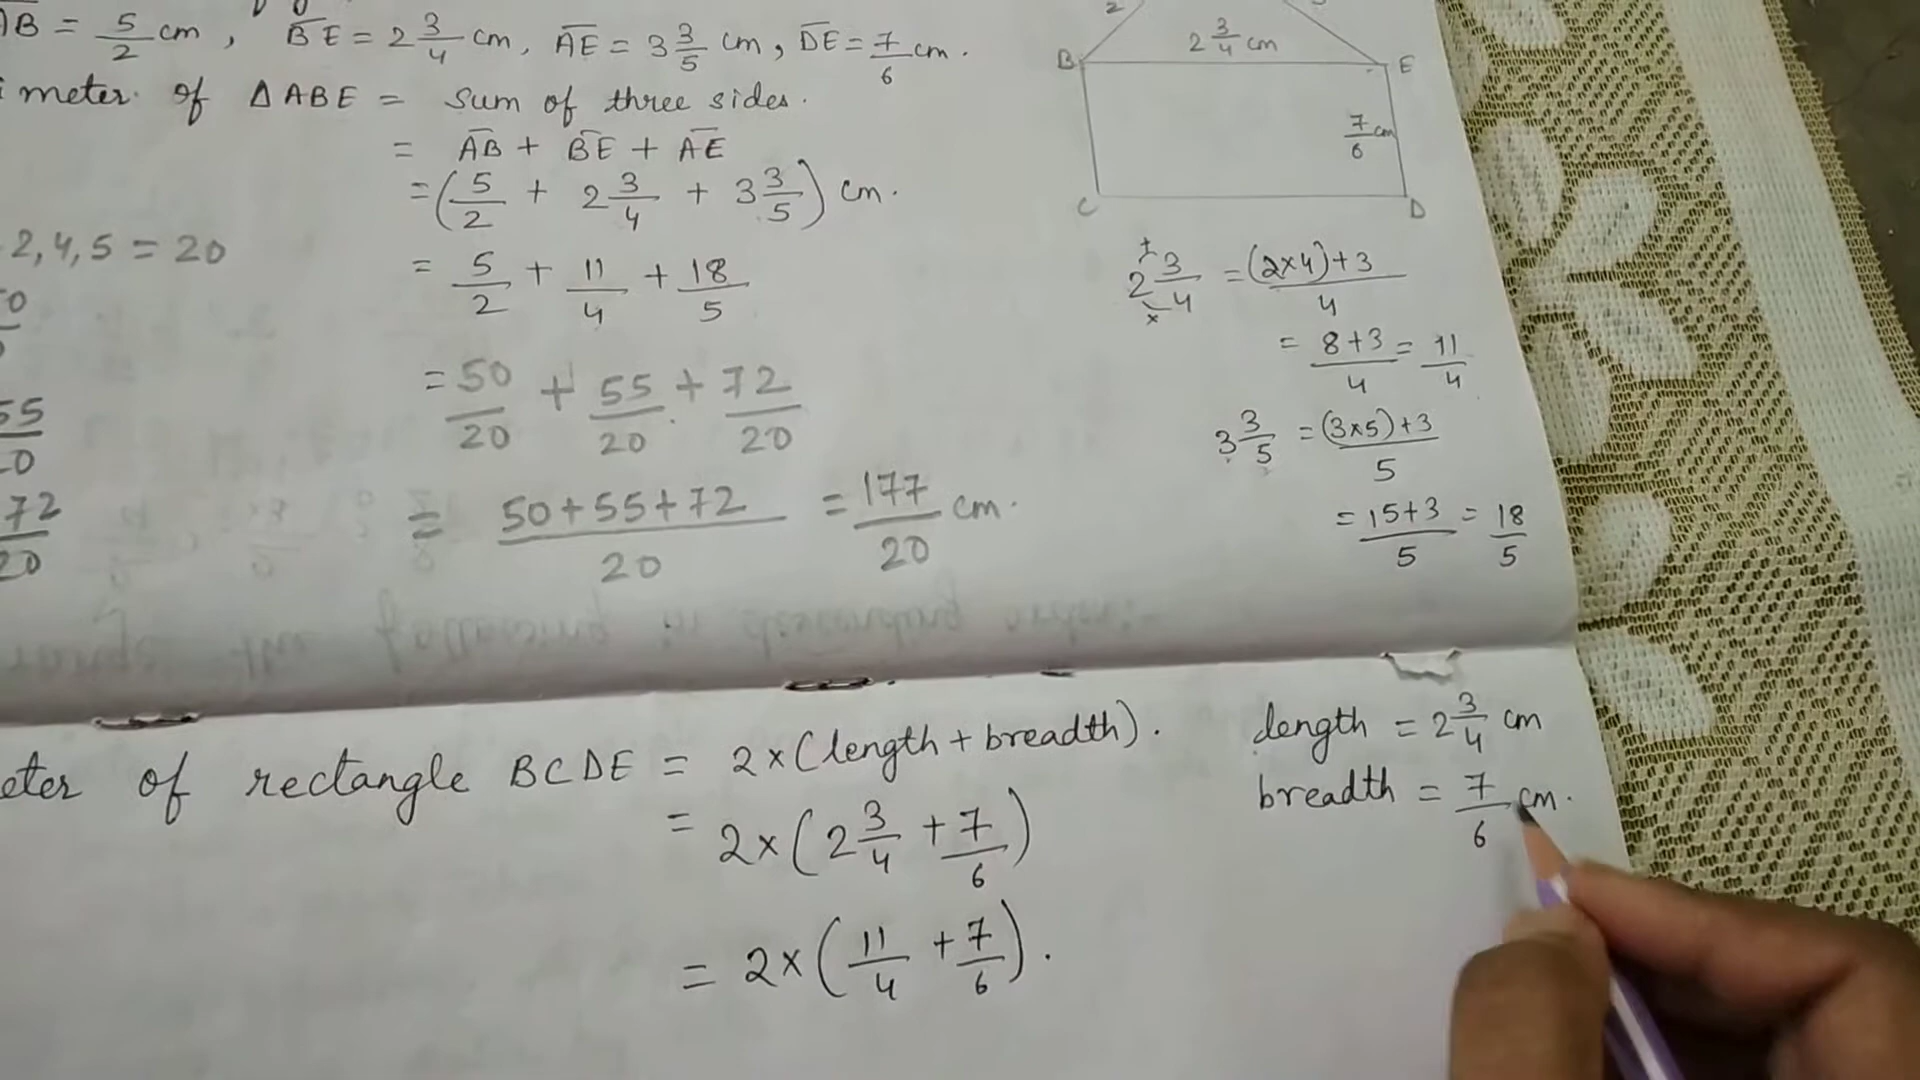 AB = 5/2 cm, BE = 2 3/4 cm, AE = 3 3/5 cm, DE = 7/6 cm.
meter of Δ ABE = sum of three sides.
= AB + BE + AE
= (5/2 + 2 3/4 + 3 3/5) cm.
2, 4, 5 = 20
= 5/2 + 11/4 + 18/5
= 50/20 + 55/20 + 72/20
55
72/20
= 50+55+72/20 = 177/20 cm.
2 3/4 cm
B E
7/6 cm
C D
2 3/4 = (2×4)+3/4
= 8+3/4 = 11/4
3 3/5 = (3×5)+3/5
= 15+3/5 = 18/5
eter of rectangle BCDE = 2×(length + breadth).
= 2×(2 3/4 + 7/6)
= 2×(11/4 + 7/6).
length = 2 3/4 cm
breadth = 7/6 cm.